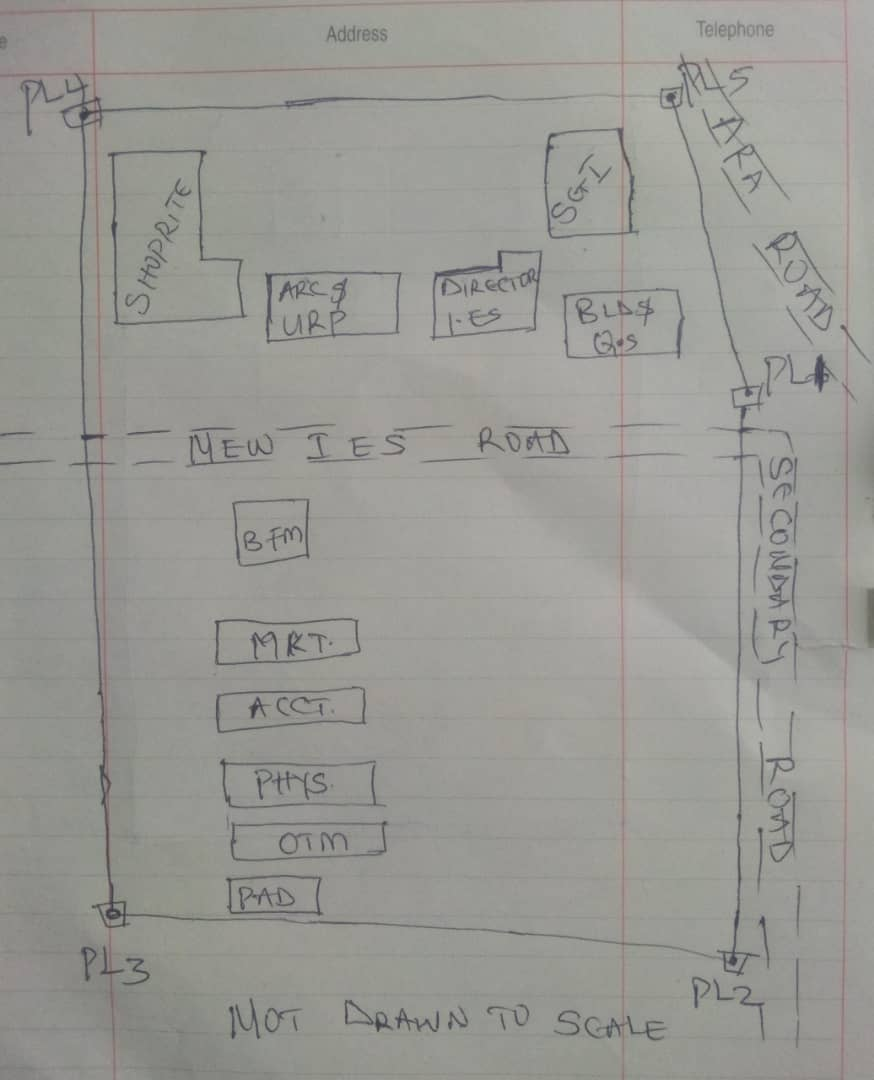 Address
Telephone
PL4
PL5
ARA ROAD
SHOPRITE
SGI
ARC $
URP
DIRECTOR
I.ES
BLD$
Q.S
PL1
NEW IES ROAD
SECONDARY ROAD
BFM
MKT.
ACCT.
PHYS.
OTM
PAD
PL3
PL2
NOT DRAWN TO SCALE